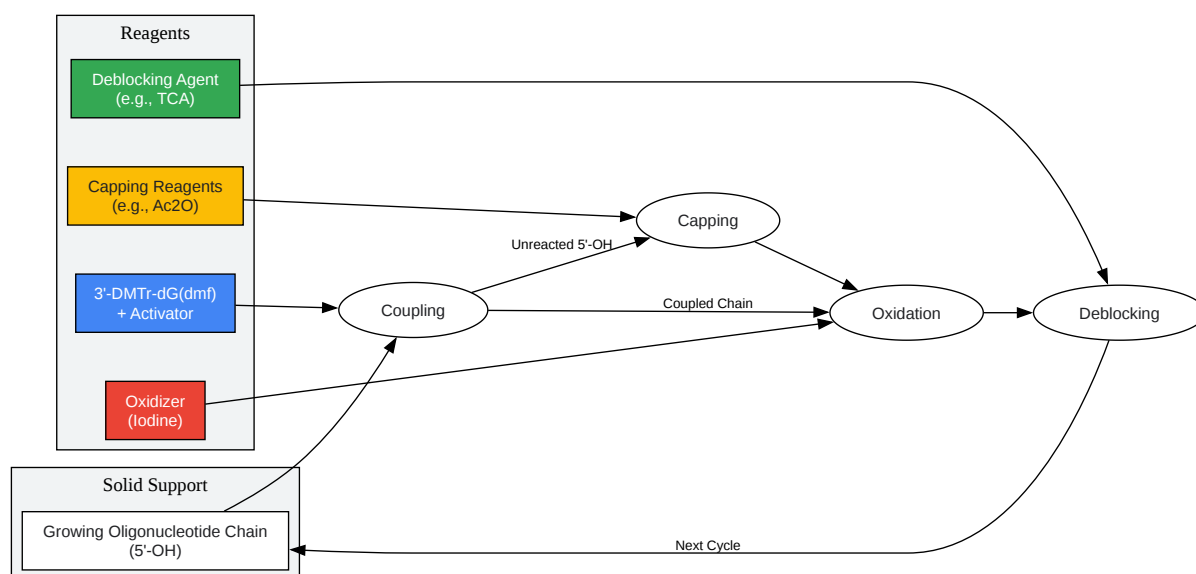 Reagents
Deblocking Agent
(e.g., TCA)
Capping Reagents
(e.g., Ac2O)
Capping
Unreacted 5'-OH
3'-DMTr-dG(dmf)
+ Activator
Coupling
Coupled Chain
Oxidation
Deblocking
Oxidizer
(Iodine)
Solid Support
Growing Oligonucleotide Chain
(5'-OH)
Next Cycle